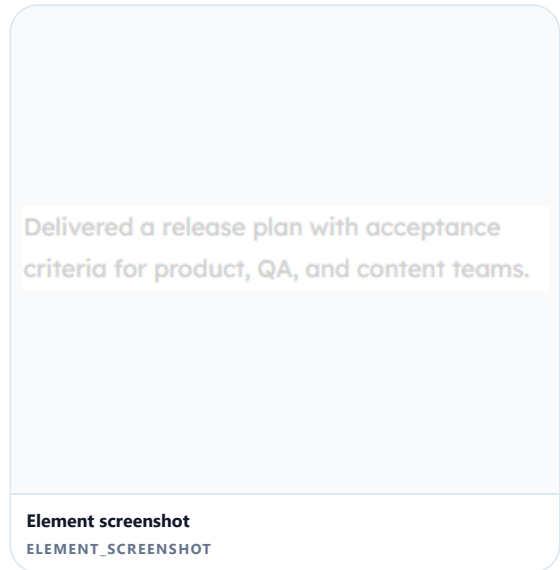 Delivered a release plan with acceptance
criteria for product, QA, and content teams.
Element screenshot
ELEMENT_SCREENSHOT